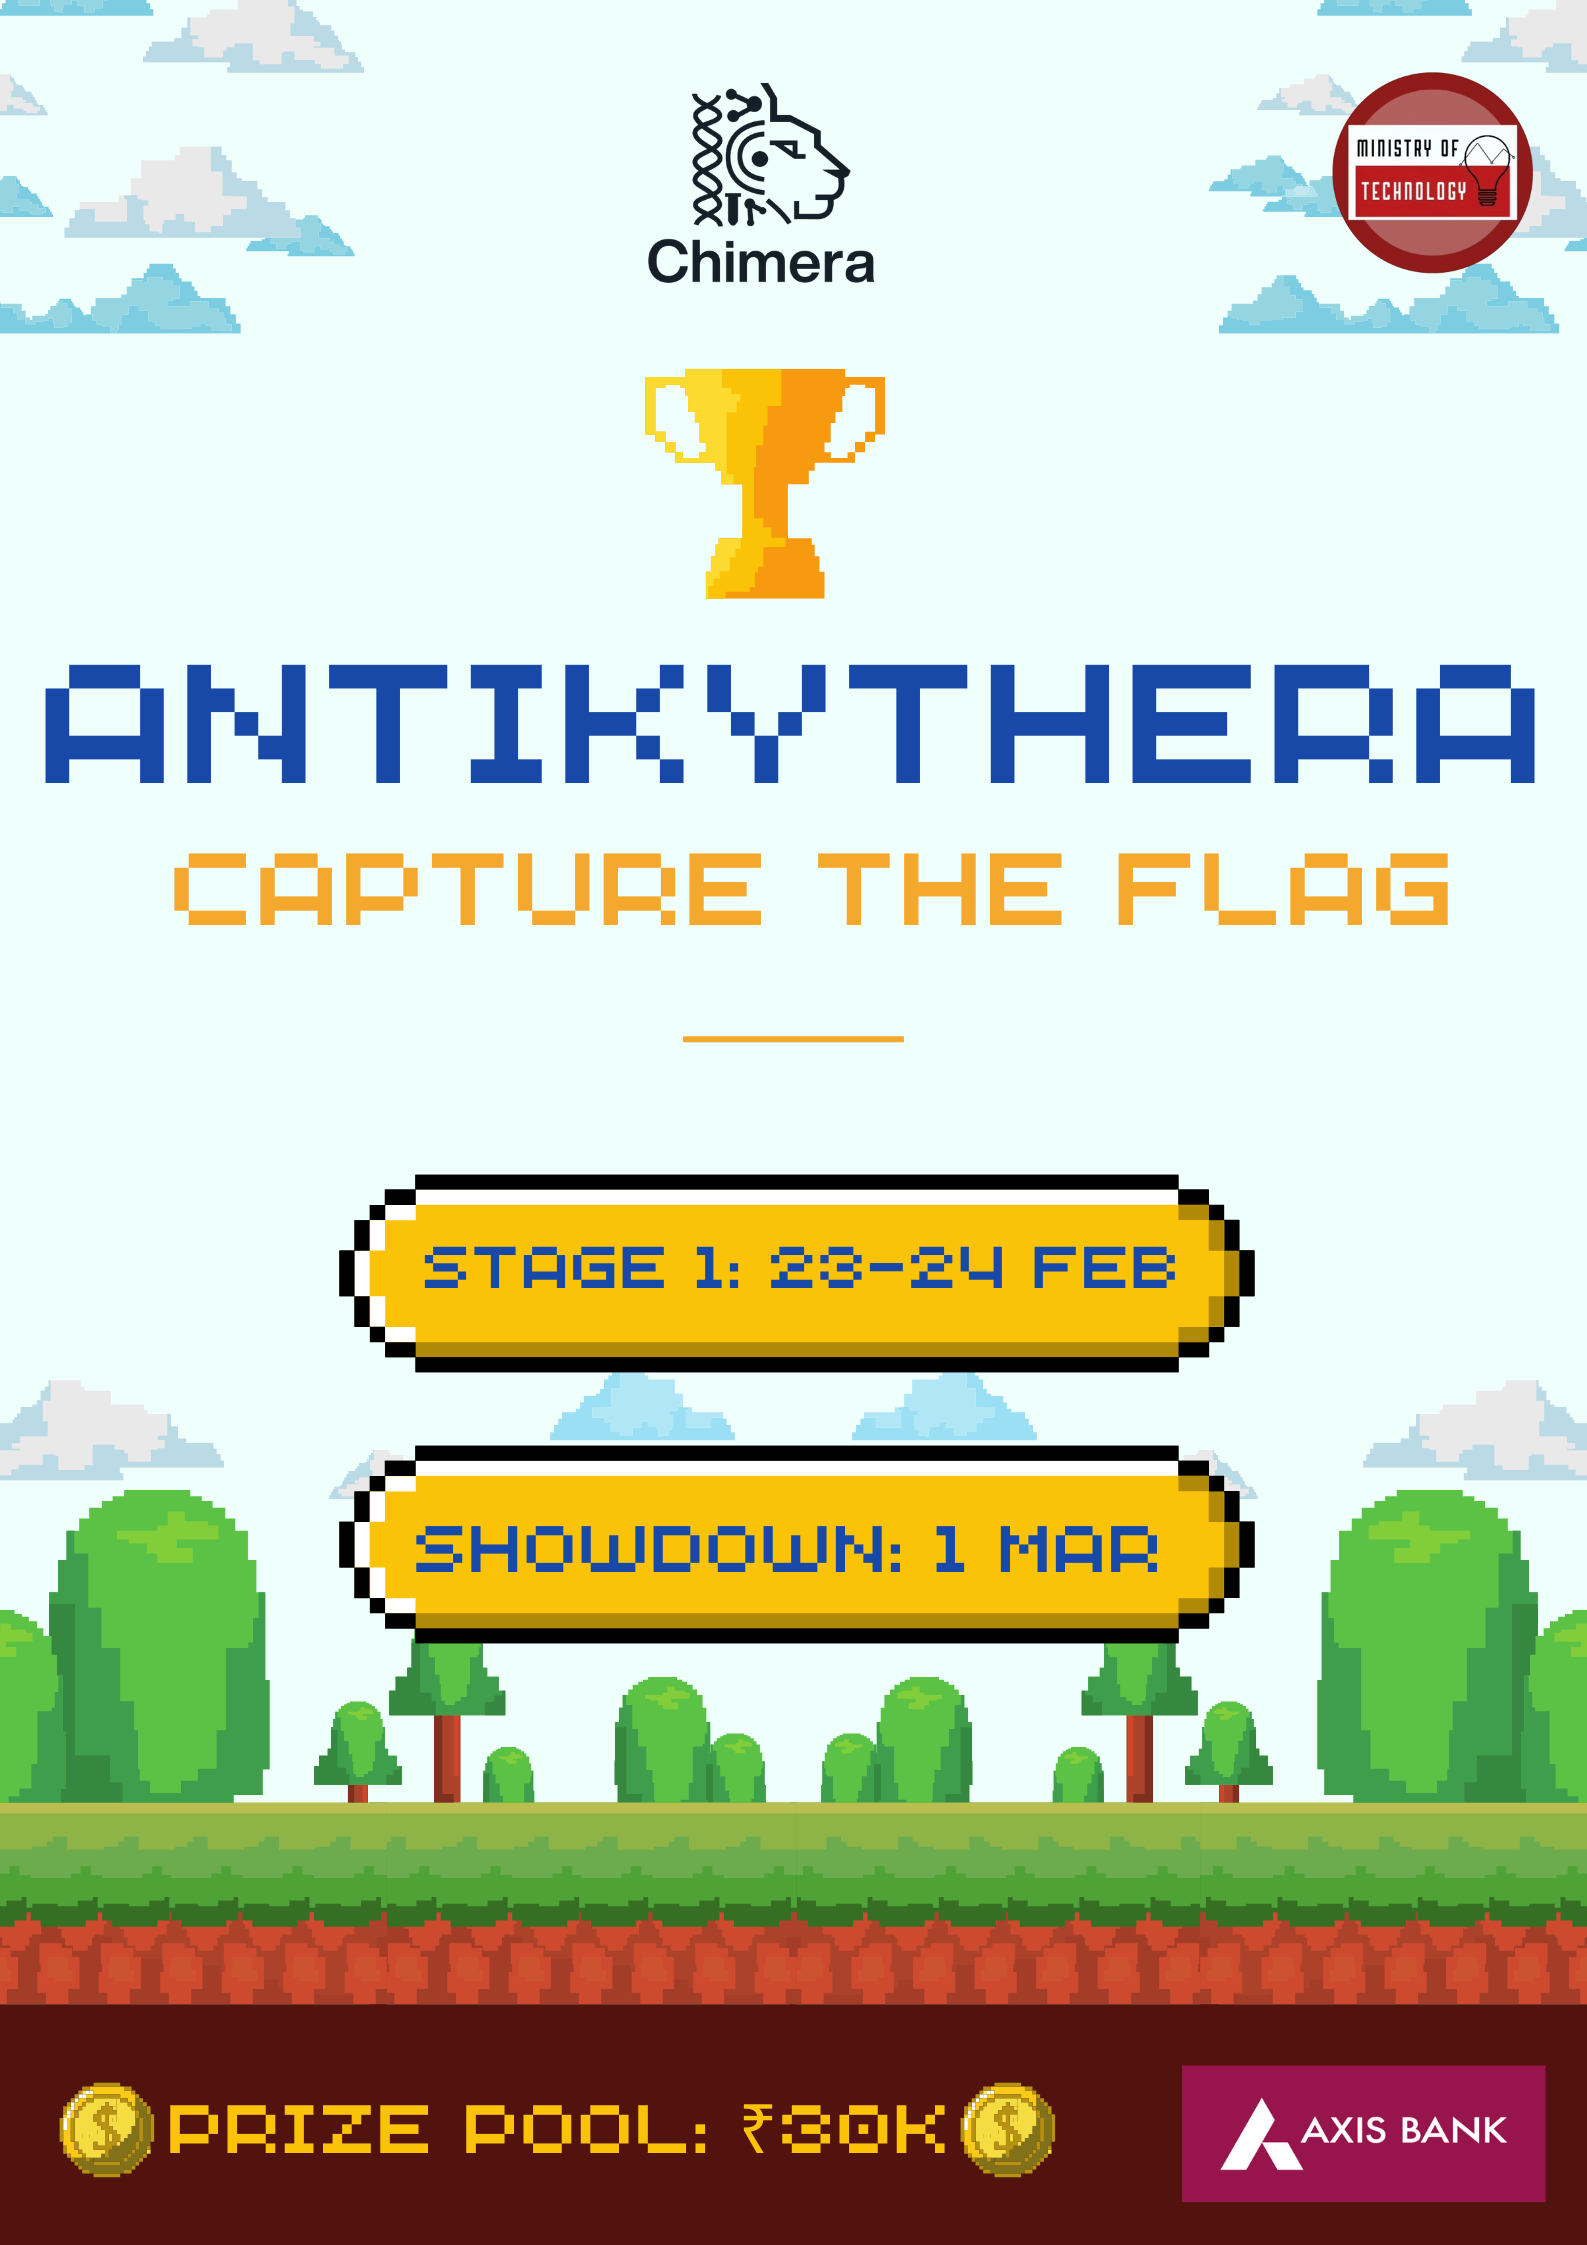 Chimera
MINISTRY OF
TECHNOLOGY
ANTIKYTHERA
CAPTURE THE FLAG
STAGE 1: 23-24 FEB
SHOWDOWN: 1 MAR
PRIZE POOL: ₹30K
AXIS BANK